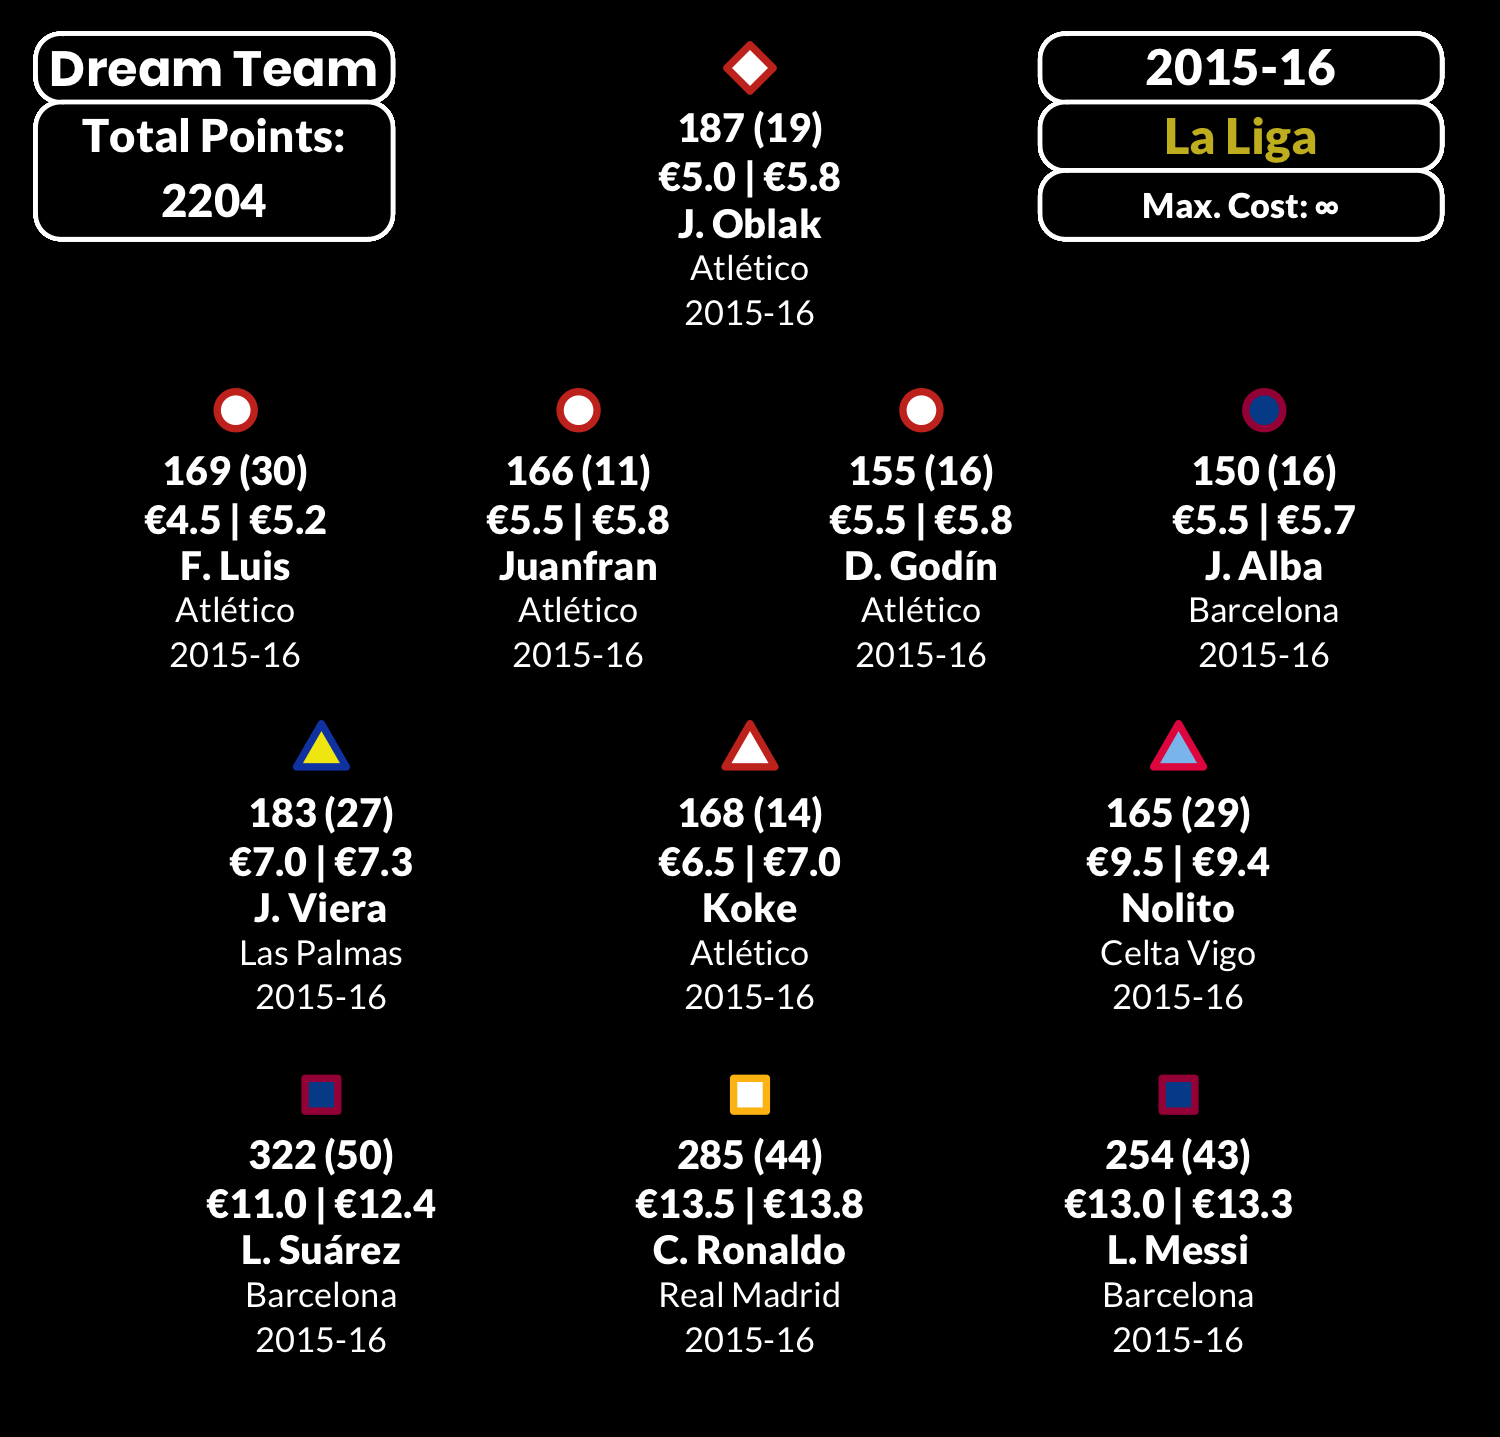 Dream Team
Total Points:
2204
2015-16
La Liga
Max. Cost: ∞
187 (19)
€5.0 | €5.8
J. Oblak
Atlético
2015-16
169 (30)
€4.5 | €5.2
F. Luis
Atlético
2015-16
166 (11)
€5.5 | €5.8
Juanfran
Atlético
2015-16
155 (16)
€5.5 | €5.8
D. Godín
Atlético
2015-16
150 (16)
€5.5 | €5.7
J. Alba
Barcelona
2015-16
183 (27)
€7.0 | €7.3
J. Viera
Las Palmas
2015-16
168 (14)
€6.5 | €7.0
Koke
Atlético
2015-16
165 (29)
€9.5 | €9.4
Nolito
Celta Vigo
2015-16
322 (50)
€11.0 | €12.4
L. Suárez
Barcelona
2015-16
285 (44)
€13.5 | €13.8
C. Ronaldo
Real Madrid
2015-16
254 (43)
€13.0 | €13.3
L. Messi
Barcelona
2015-16